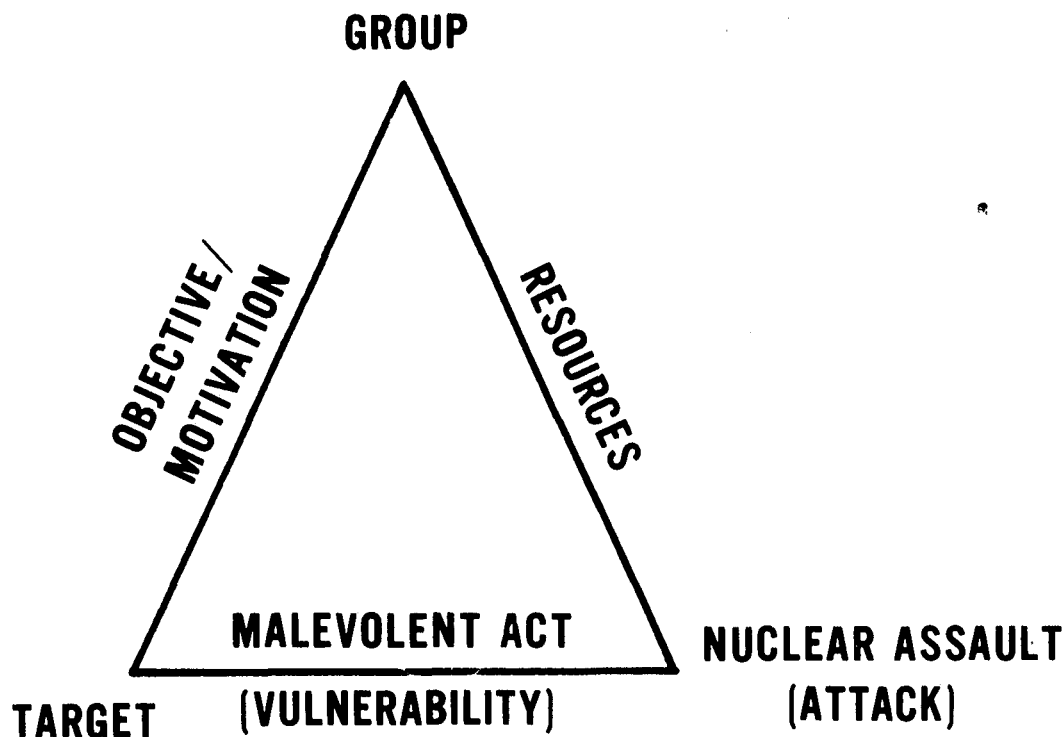 GROUP
OBJECTIVE/
MOTIVATION
RESOURCES
MALEVOLENT ACT
(VULNERABILITY)
TARGET
NUCLEAR ASSAULT
(ATTACK)